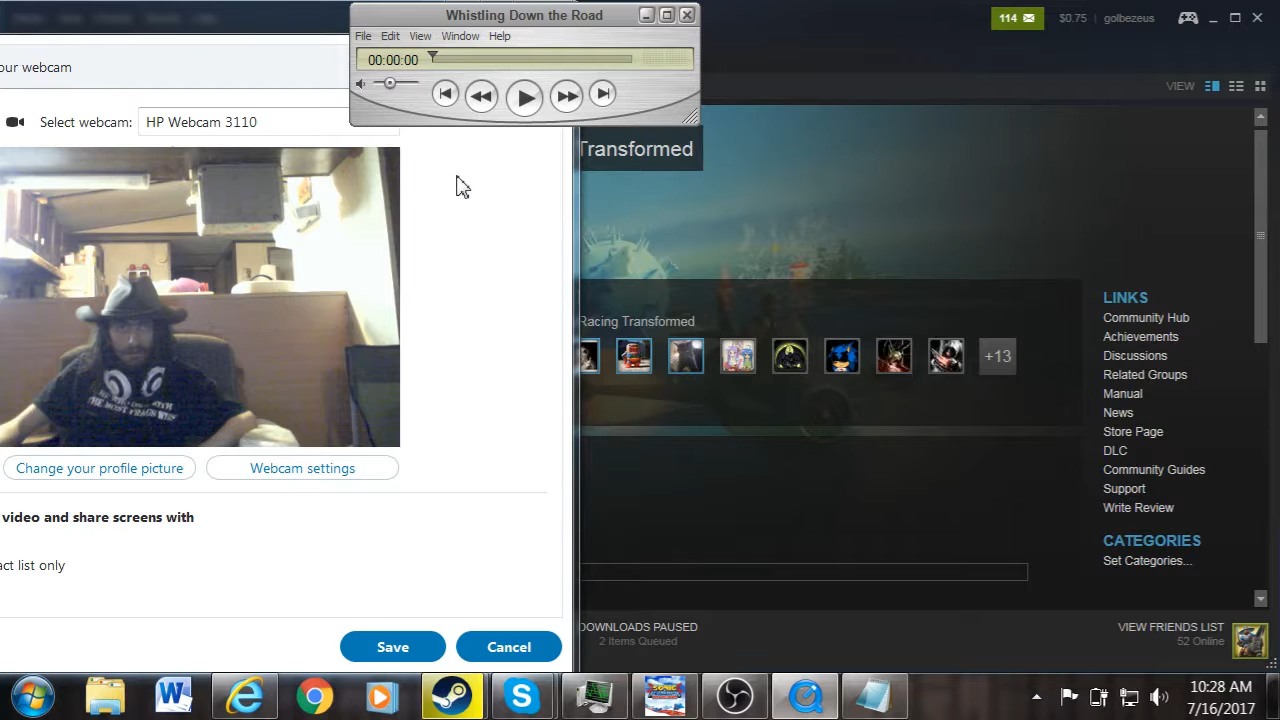 Whistling Down the Road
File Edit View Window Help
00:00:00
114
$0.75
golbezeus
our webcam
VIEW
Select webcam:
HP Webcam 3110
Transformed
Racing Transformed
+13
THE MOST FRAGS WINS
Change your profile picture
Webcam settings
video and share screens with
act list only
Save
Cancel
LINKS
Community Hub
Achievements
Discussions
Related Groups
Manual
News
Store Page
DLC
Community Guides
Support
Write Review
CATEGORIES
Set Categories...
DOWNLOADS PAUSED
2 Items Queued
VIEW FRIENDS LIST
52 Online
10:28 AM
7/16/2017